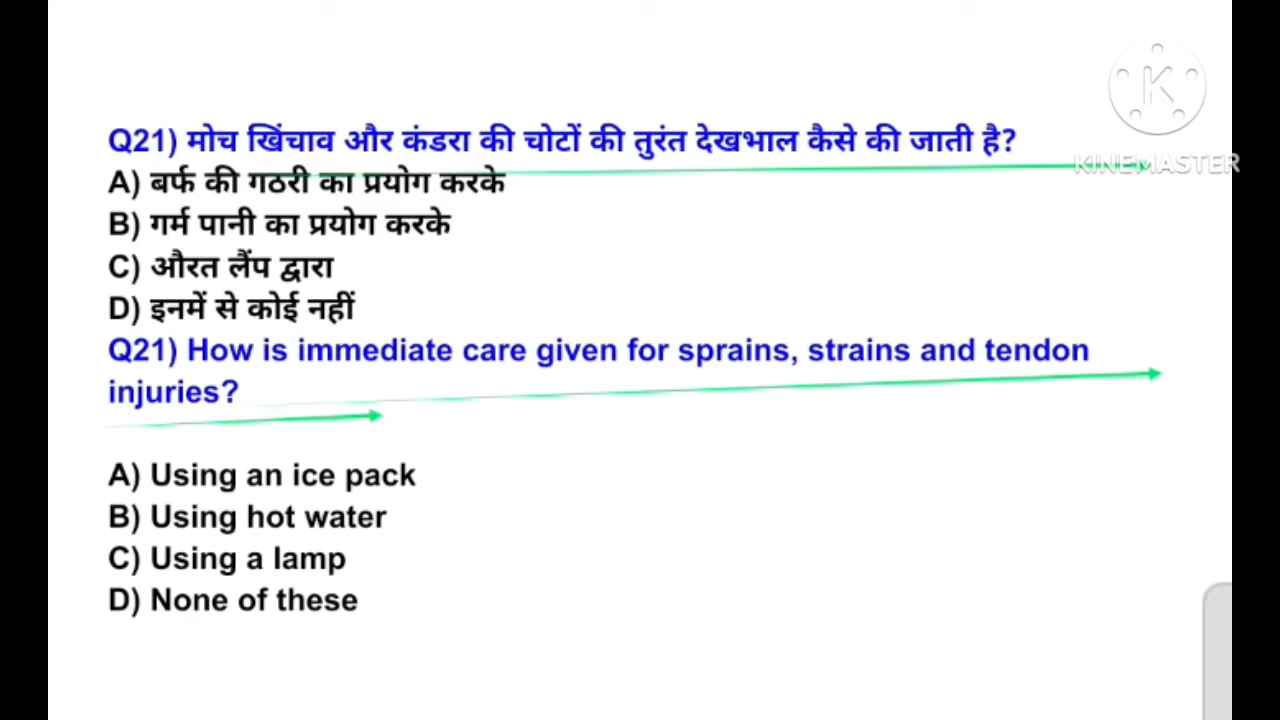 Q21) मोच खिंचाव और कंडरा की चोटों की तुरंत देखभाल कैसे की जाती है?
KINEMASTER
A) बर्फ की गठरी का प्रयोग करके
B) गर्म पानी का प्रयोग करके
C) औरत लैंप द्वारा
D) इनमें से कोई नहीं
Q21) How is immediate care given for sprains, strains and tendon
injuries?
A) Using an ice pack
B) Using hot water
C) Using a lamp
D) None of these